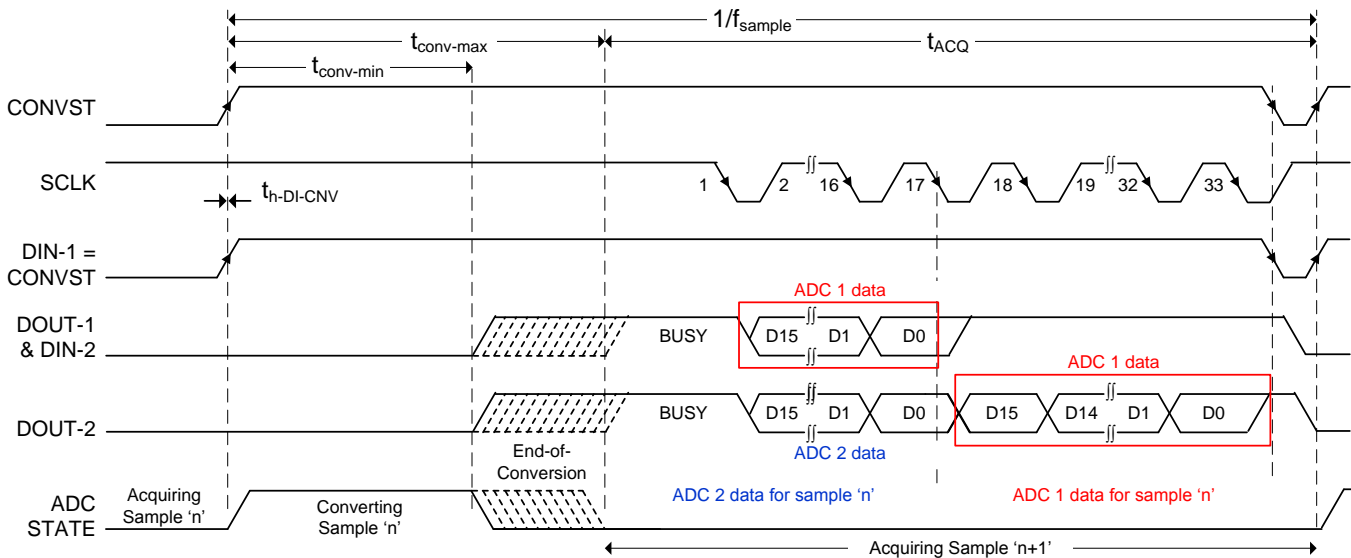 1/fsample
tconv-max
tACQ
tconv-min
CONVST
SCLK
1 2 16 17 18 19 32 33
th-DI-CNV
DIN-1 =
CONVST
ADC 1 data
DOUT-1
& DIN-2
BUSY D15 D1 D0
ADC 1 data
DOUT-2
BUSY D15 D1 D0 D15 D14 D1 D0
ADC 2 data
End-of-
Conversion
ADC
STATE
Acquiring
Sample ‘n’
Converting
Sample ‘n’
ADC 2 data for sample ‘n’
ADC 1 data for sample ‘n’
Acquiring Sample ‘n+1’